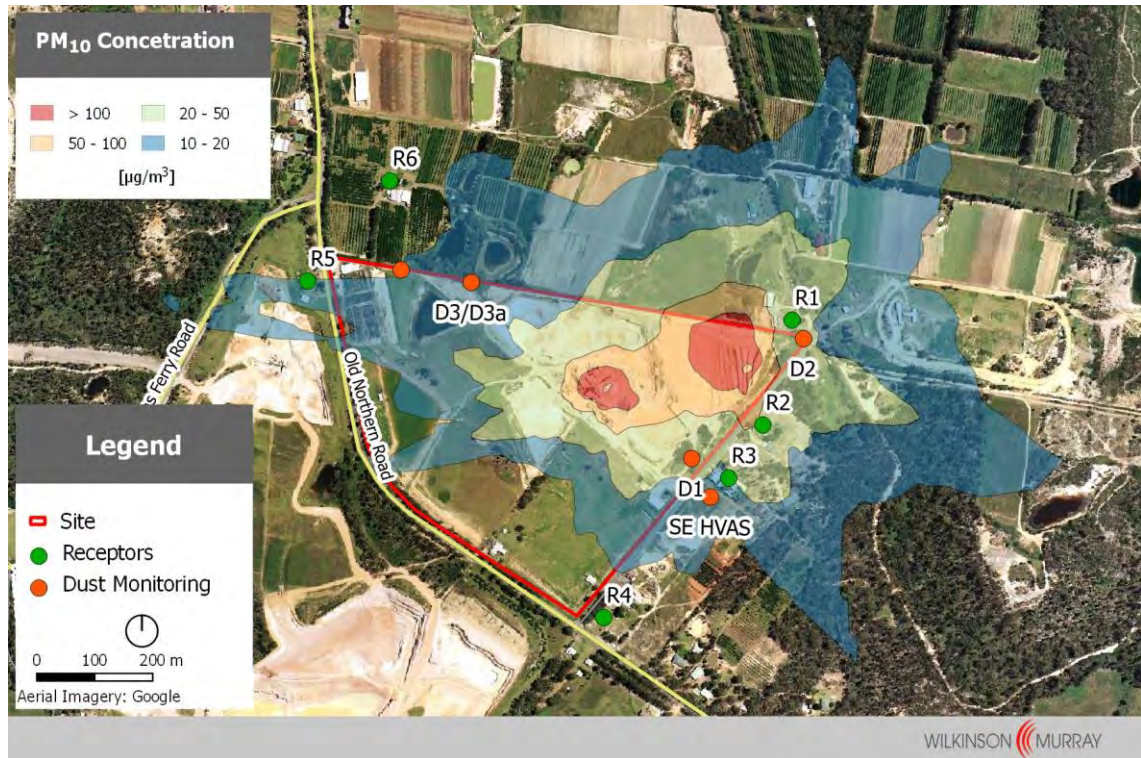 PM10 Concetration
> 100
20 - 50
50 - 100
10 - 20
[µg/m³]
R6
R5
D3/D3a
R1
D2
R2
R3
D1
SE HVAS
R4
s Ferry Road
Old Northern Road
Legend
Site
Receptors
Dust Monitoring
0 100 200 m
Aerial Imagery: Google
WILKINSON MURRAY